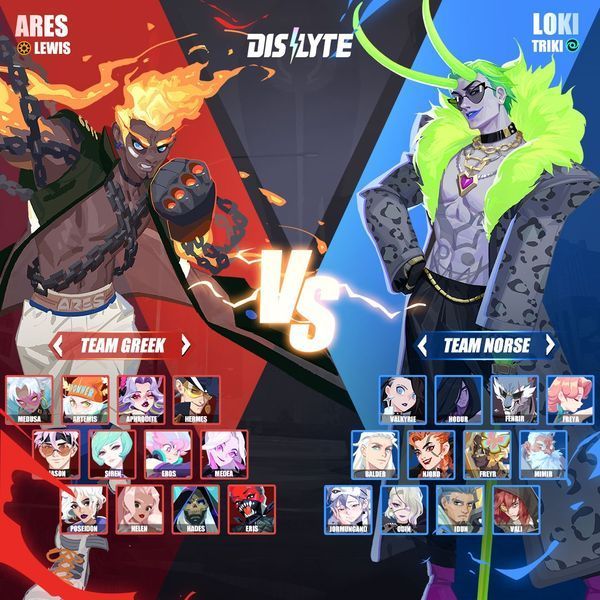 ARES
LEWIS
DISLYTE
LOKI
TRIKI
VS
ARES
TEAM GREEK
TEAM NORSE
MEDUSA
ARTEMIS
APHRODITE
HERMES
VALKYRIE
HODUR
FENRIR
FREYA
JASON
SIREN
EROS
MEDEA
BALDER
NJORD
FREYR
MIMIR
POSEIDON
HELEN
HADES
ERIS
JORMUNGAND
ODIN
IDUN
VALI